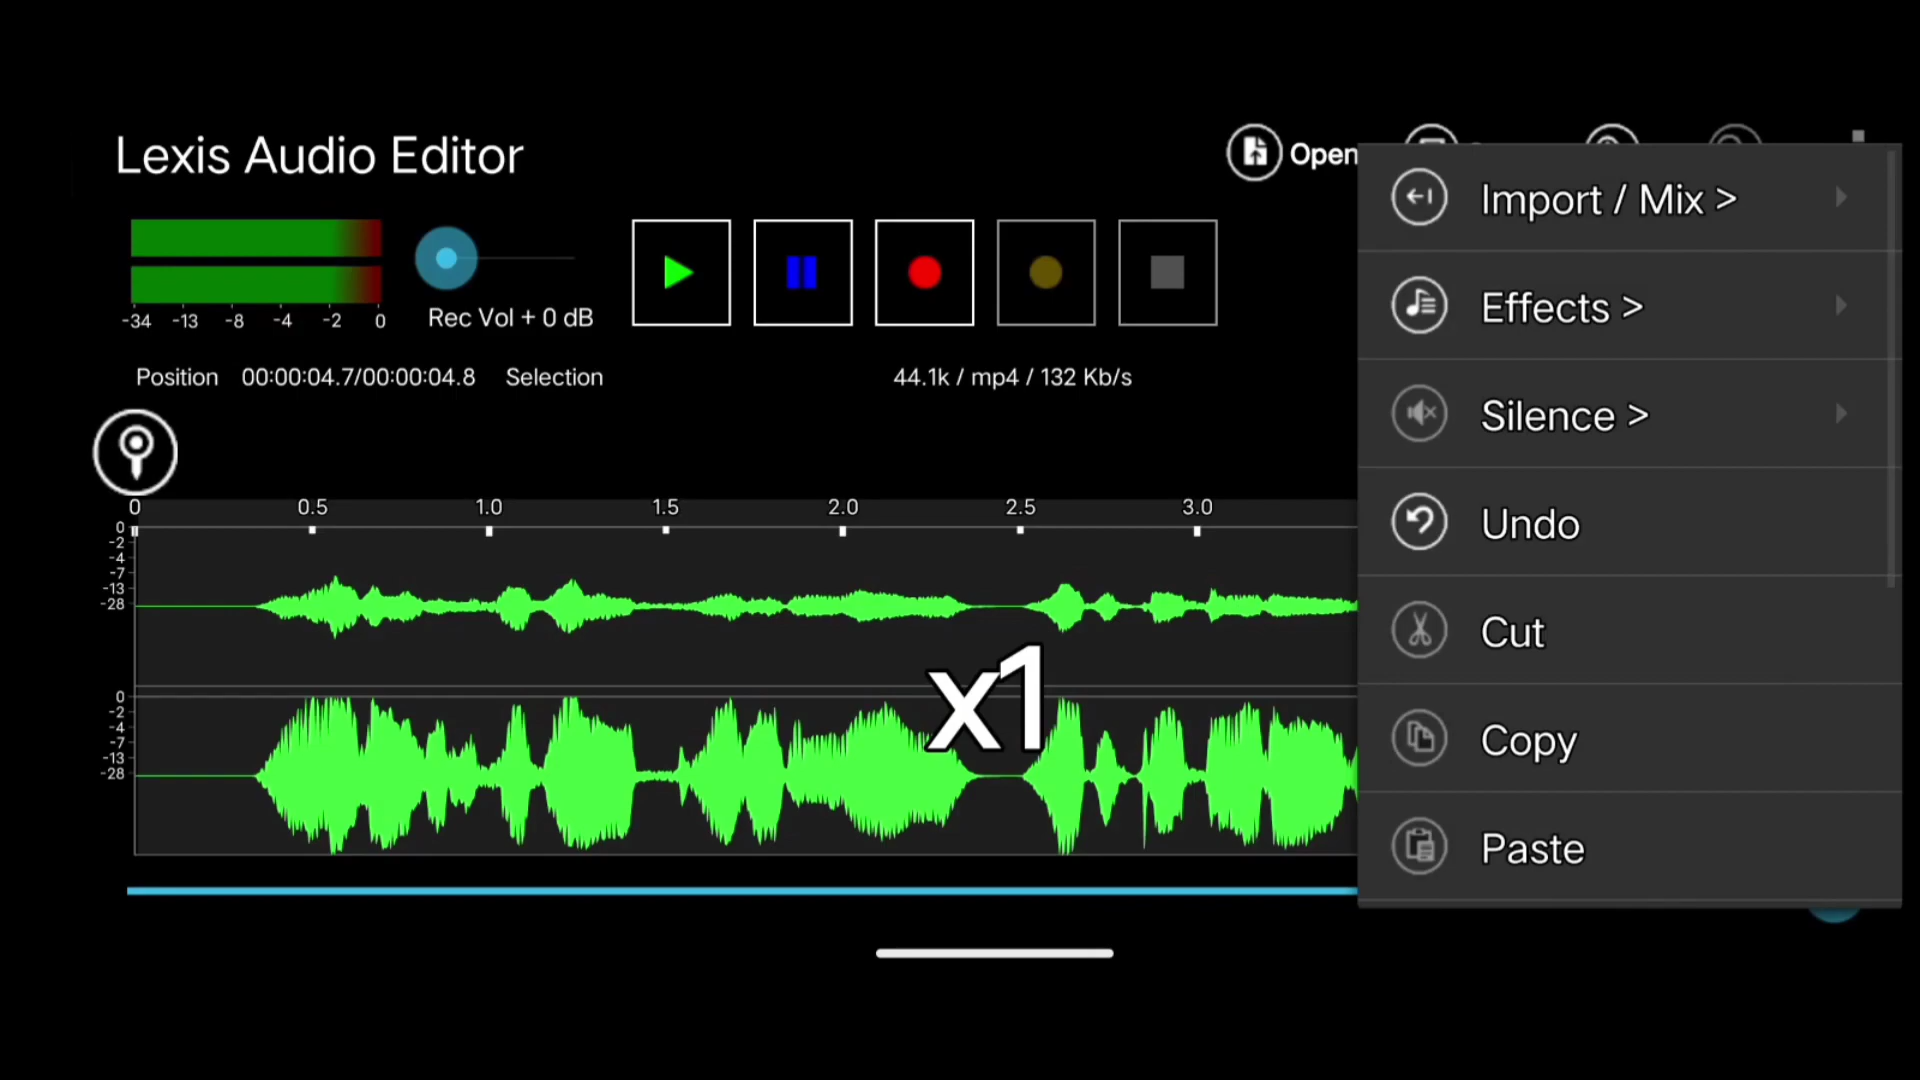 Lexis Audio Editor
Open
-34 -13 -8 -4 -2 0
Rec Vol + 0 dB
Position 00:00:04.7/00:00:04.8 Selection 44.1k / mp4 / 132 Kb/s
0 0.5 1.0 1.5 2.0 2.5 3.0
0
-2
-4
-7
-13
-28
x1
0
-2
-4
-7
-13
-28
Import / Mix >
Effects >
Silence >
Undo
Cut
Copy
Paste